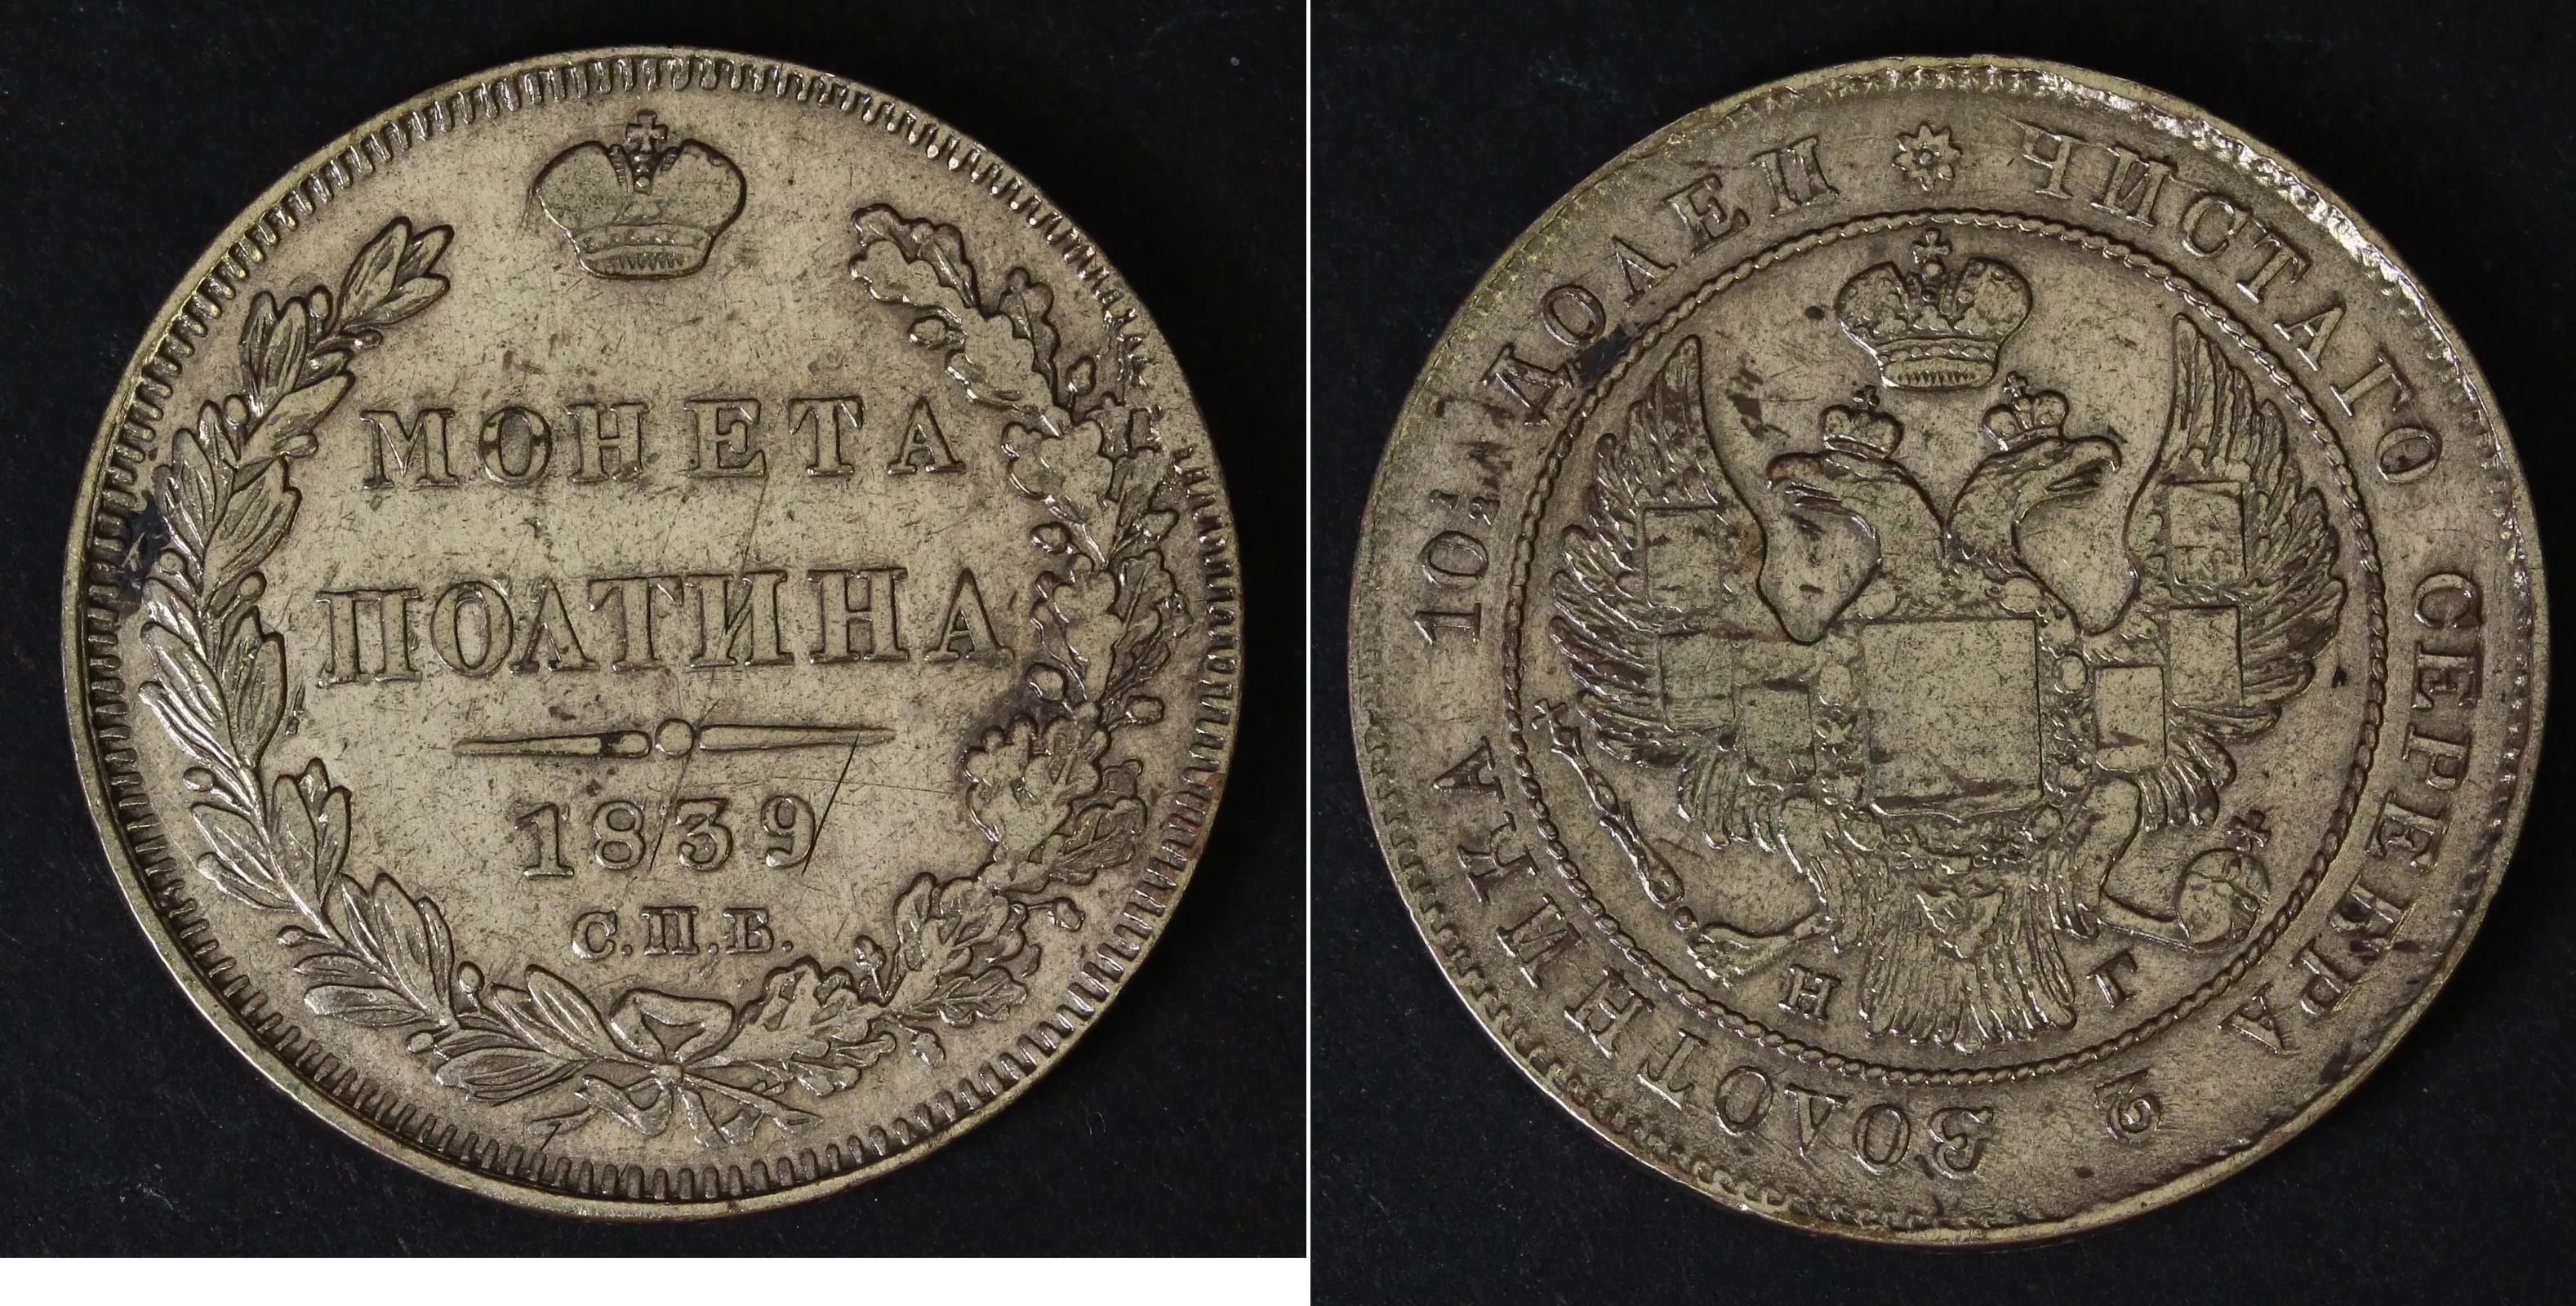 МОНЕТА
ПОЛТИНА
1839
С.П.Б.
ЧИСТАГО СЕРЕБРА 2 ЗОЛОТНИКА 10½ ДОЛЕЙ
Н Г